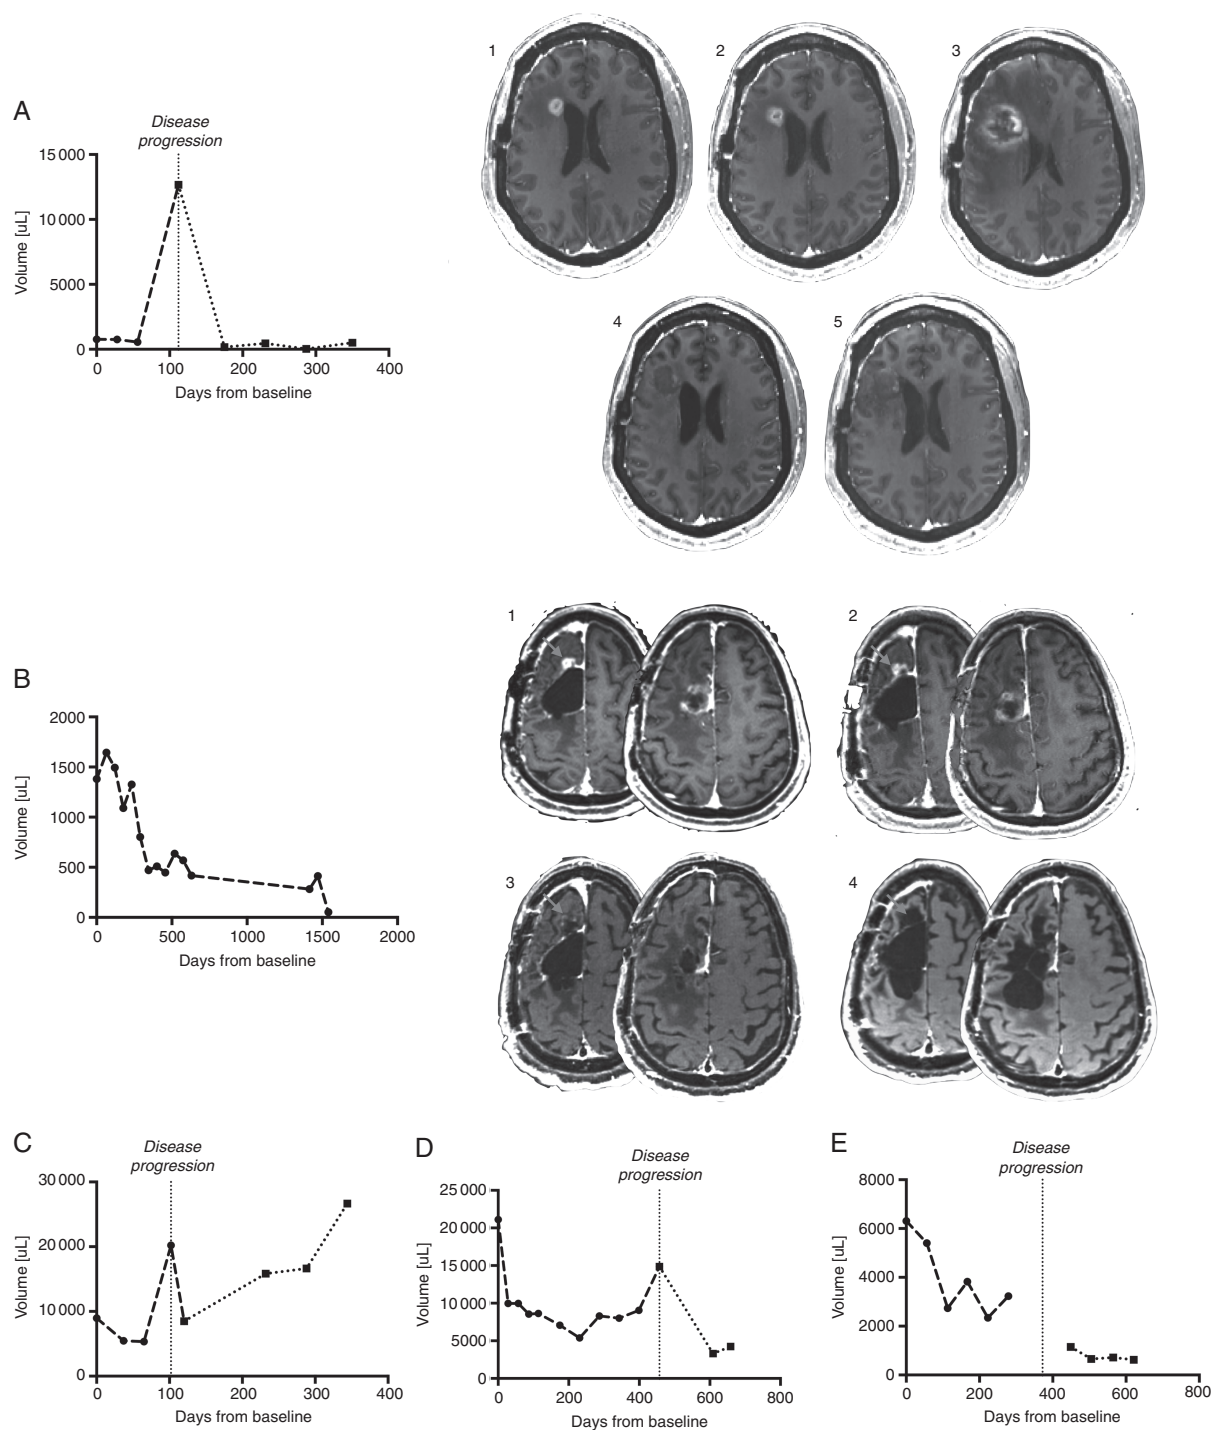 A
Disease
progression
15 000
10 000
5000
0
Volume [uL]
0 100 200 300 400
Days from baseline
1 2 3
4 5
B
2000
1500
1000
500
0
Volume [uL]
0 500 1000 1500 2000
Days from baseline
1 2
3 4
C
Disease
progression
30 000
20 000
10 000
0
Volume [uL]
0 100 200 300 400
Days from baseline
D
Disease
progression
25 000
20 000
15 000
10 000
5000
0
Volume [uL]
0 200 400 600 800
Days from baseline
E
Disease
progression
8000
6000
4000
2000
0
Volume [uL]
0 200 400 600 800
Days from baseline